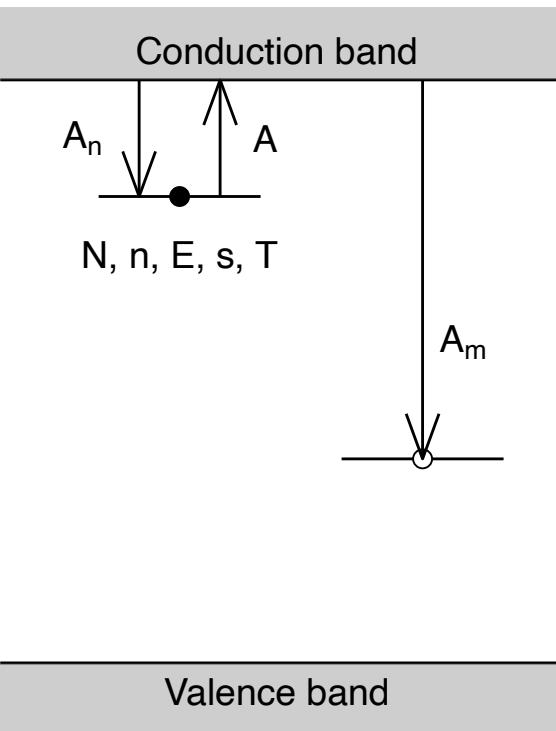 Conduction band
Aₙ
A
N, n, E, s, T
Aₘ
Valence band